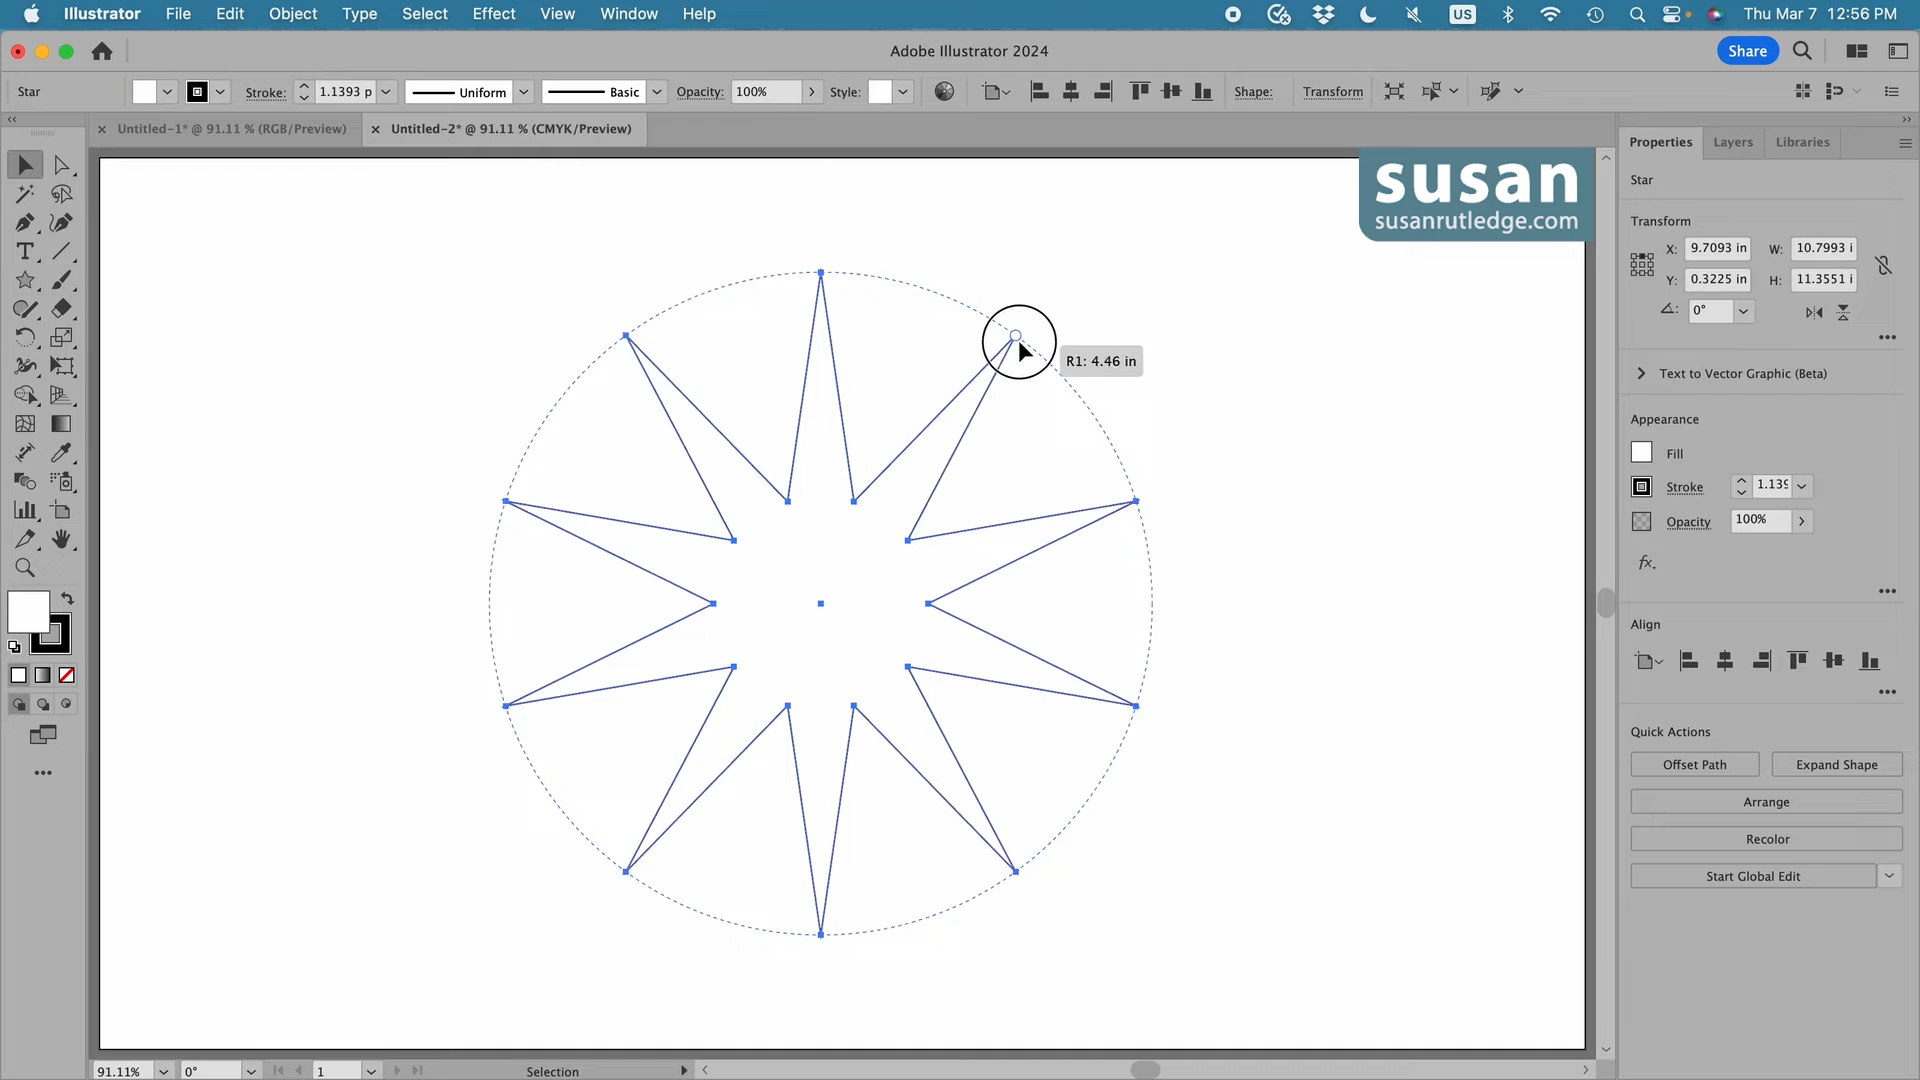 Illustrator File Edit Object Type Select Effect View Window Help US Thu Mar 7 12:56 PM
Adobe Illustrator 2024 Share
Star Stroke: 1.1393 p Uniform Basic Opacity: 100% Style: Shape: Transform
Untitled-1* @ 91.11 % (RGB/Preview) Untitled-2* @ 91.11 % (CMYK/Preview)
susan
susanrutledge.com
R1: 4.46 in
Properties Layers Libraries
Star
Transform
X: 9.7093 in W: 10.7993 i
Y: 0.3225 in H: 11.3551 i
0°
Text to Vector Graphic (Beta)
Appearance
Fill
Stroke 1.139
Opacity 100%
fx.
Align
Quick Actions
Offset Path Expand Shape
Arrange
Recolor
Start Global Edit
91.11% 0° 1 Selection